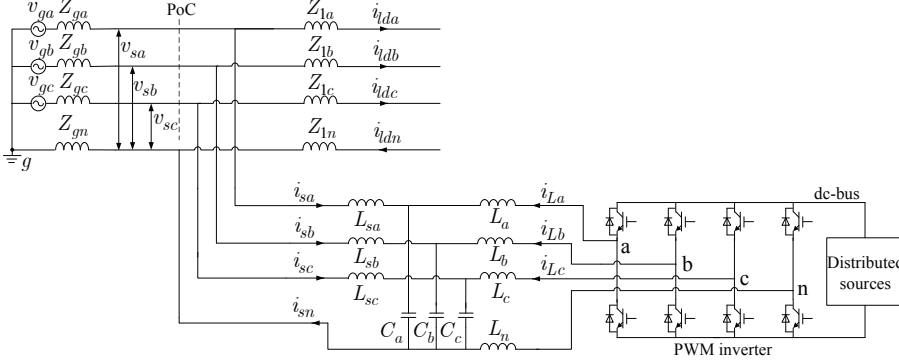 v_ga Z_ga PoC Z_1a i_lda
v_sa
v_gb Z_gb Z_1b i_ldb
v_sb
v_gc Z_gc Z_1c i_ldc
v_sc
Z_gn Z_1n i_ldn
g
i_sa L_sa L_a i_La
dc-bus
i_sb L_sb L_b i_Lb
a
b
i_sc L_sc L_c i_Lc
c
n
Distributed
sources
i_sn C_a C_b C_c L_n
PWM inverter